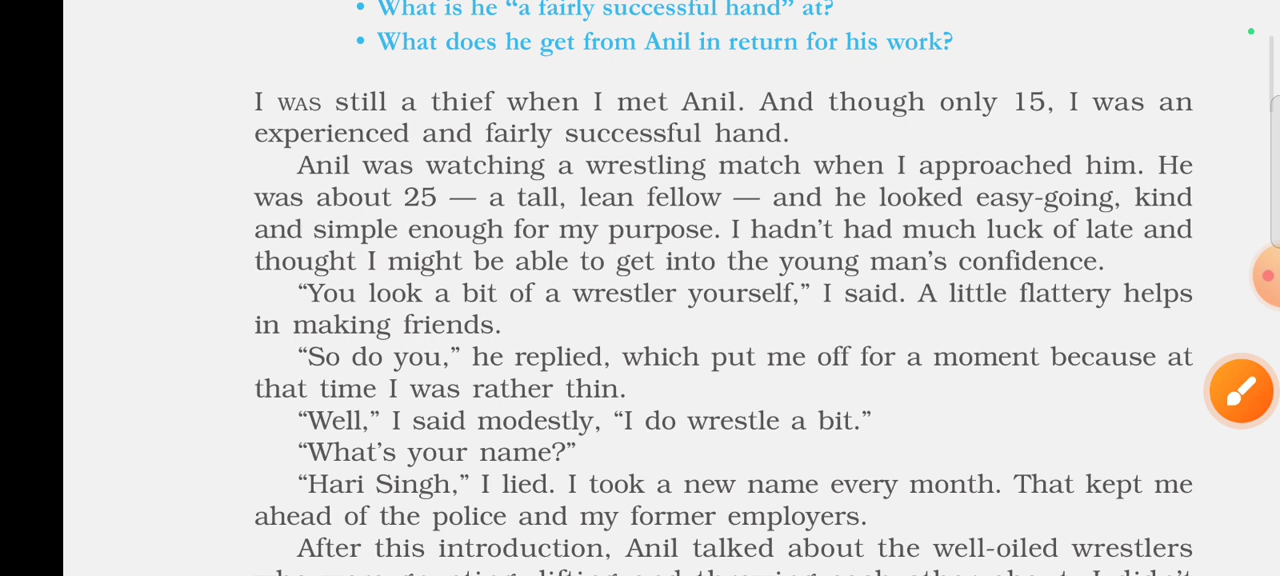 • What is he “a fairly successful hand” at?
• What does he get from Anil in return for his work?
I WAS still a thief when I met Anil. And though only 15, I was an
experienced and fairly successful hand.
Anil was watching a wrestling match when I approached him. He
was about 25 — a tall, lean fellow — and he looked easy-going, kind
and simple enough for my purpose. I hadn’t had much luck of late and
thought I might be able to get into the young man’s confidence.
“You look a bit of a wrestler yourself,” I said. A little flattery helps
in making friends.
“So do you,” he replied, which put me off for a moment because at
that time I was rather thin.
“Well,” I said modestly, “I do wrestle a bit.”
“What’s your name?”
“Hari Singh,” I lied. I took a new name every month. That kept me
ahead of the police and my former employers.
After this introduction, Anil talked about the well-oiled wrestlers